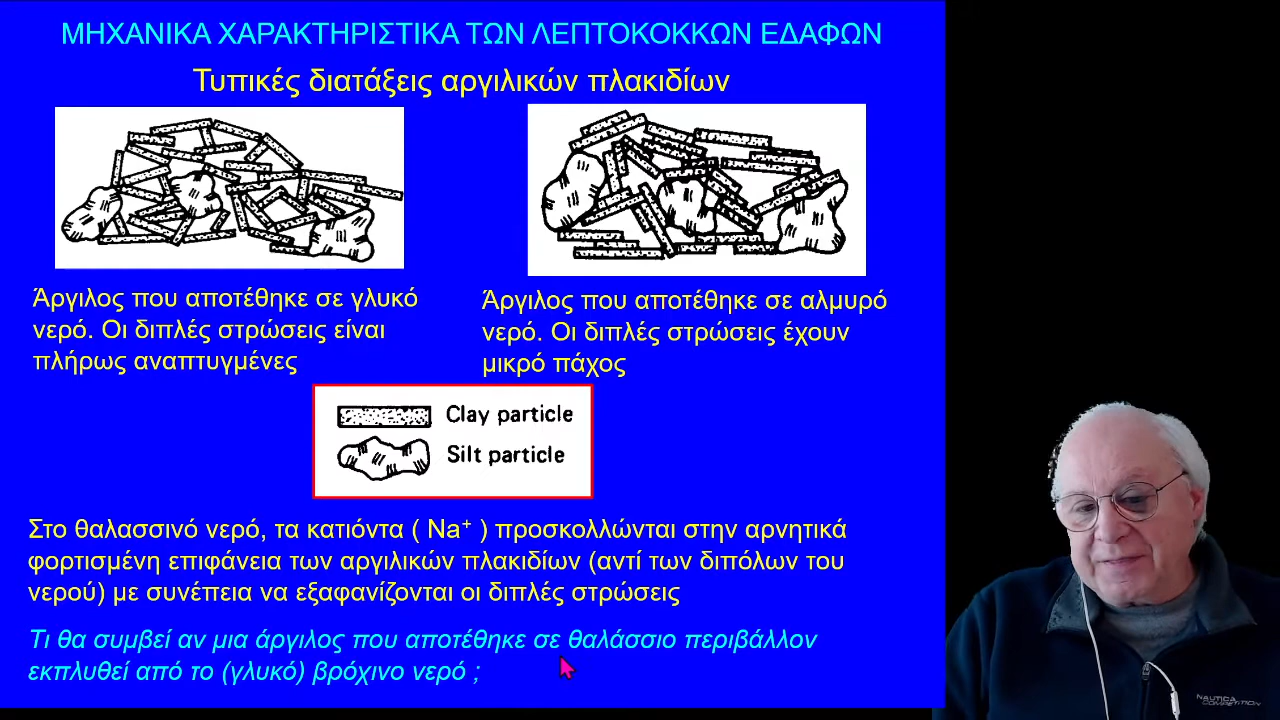 ΜΗΧΑΝΙΚΑ ΧΑΡΑΚΤΗΡΙΣΤΙΚΑ ΤΩΝ ΛΕΠΤΟΚΟΚΚΩΝ ΕΔΑΦΩΝ
Τυπικές διατάξεις αργιλικών πλακιδίων
Άργιλος που αποτέθηκε σε γλυκό
νερό. Οι διπλές στρώσεις είναι
πλήρως αναπτυγμένες
Άργιλος που αποτέθηκε σε αλμυρό
νερό. Οι διπλές στρώσεις έχουν
μικρό πάχος
Clay particle
Silt particle
Στο θαλασσινό νερό, τα κατιόντα ( Na⁺ ) προσκολλώνται στην αρνητικά
φορτισμένη επιφάνεια των αργιλικών πλακιδίων (αντί των διπόλων του
νερού) με συνέπεια να εξαφανίζονται οι διπλές στρώσεις
Τι θα συμβεί αν μια άργιλος που αποτέθηκε σε θαλάσσιο περιβάλλον
εκπλυθεί από το (γλυκό) βρόχινο νερό ;
NAUTICA
COMPETITION